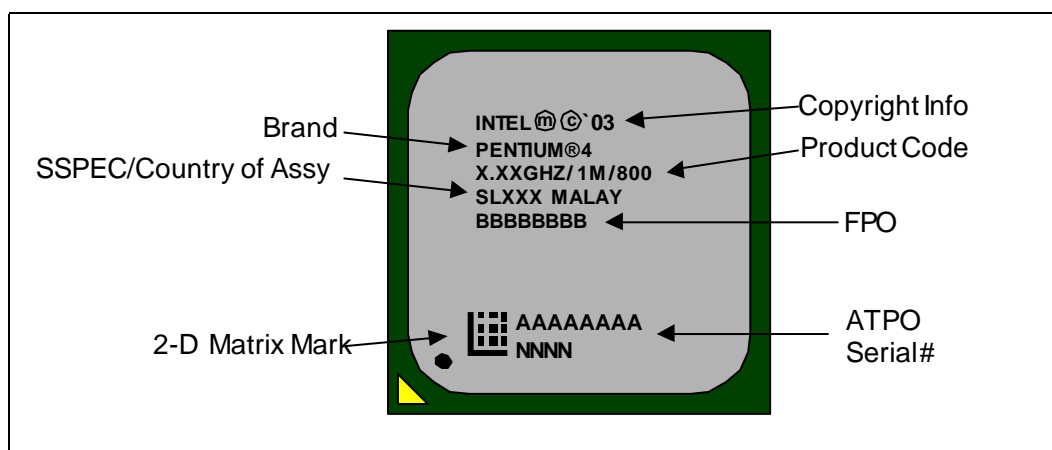 INTEL ⓜ ⓒ`03
PENTIUM®4
X.XXGHZ/1M/800
SLXXX MALAY
BBBBBBBB
AAAAAAAA
NNNN
Brand
SSPEC/Country of Assy
2-D Matrix Mark
Copyright Info
Product Code
FPO
ATPO
Serial#